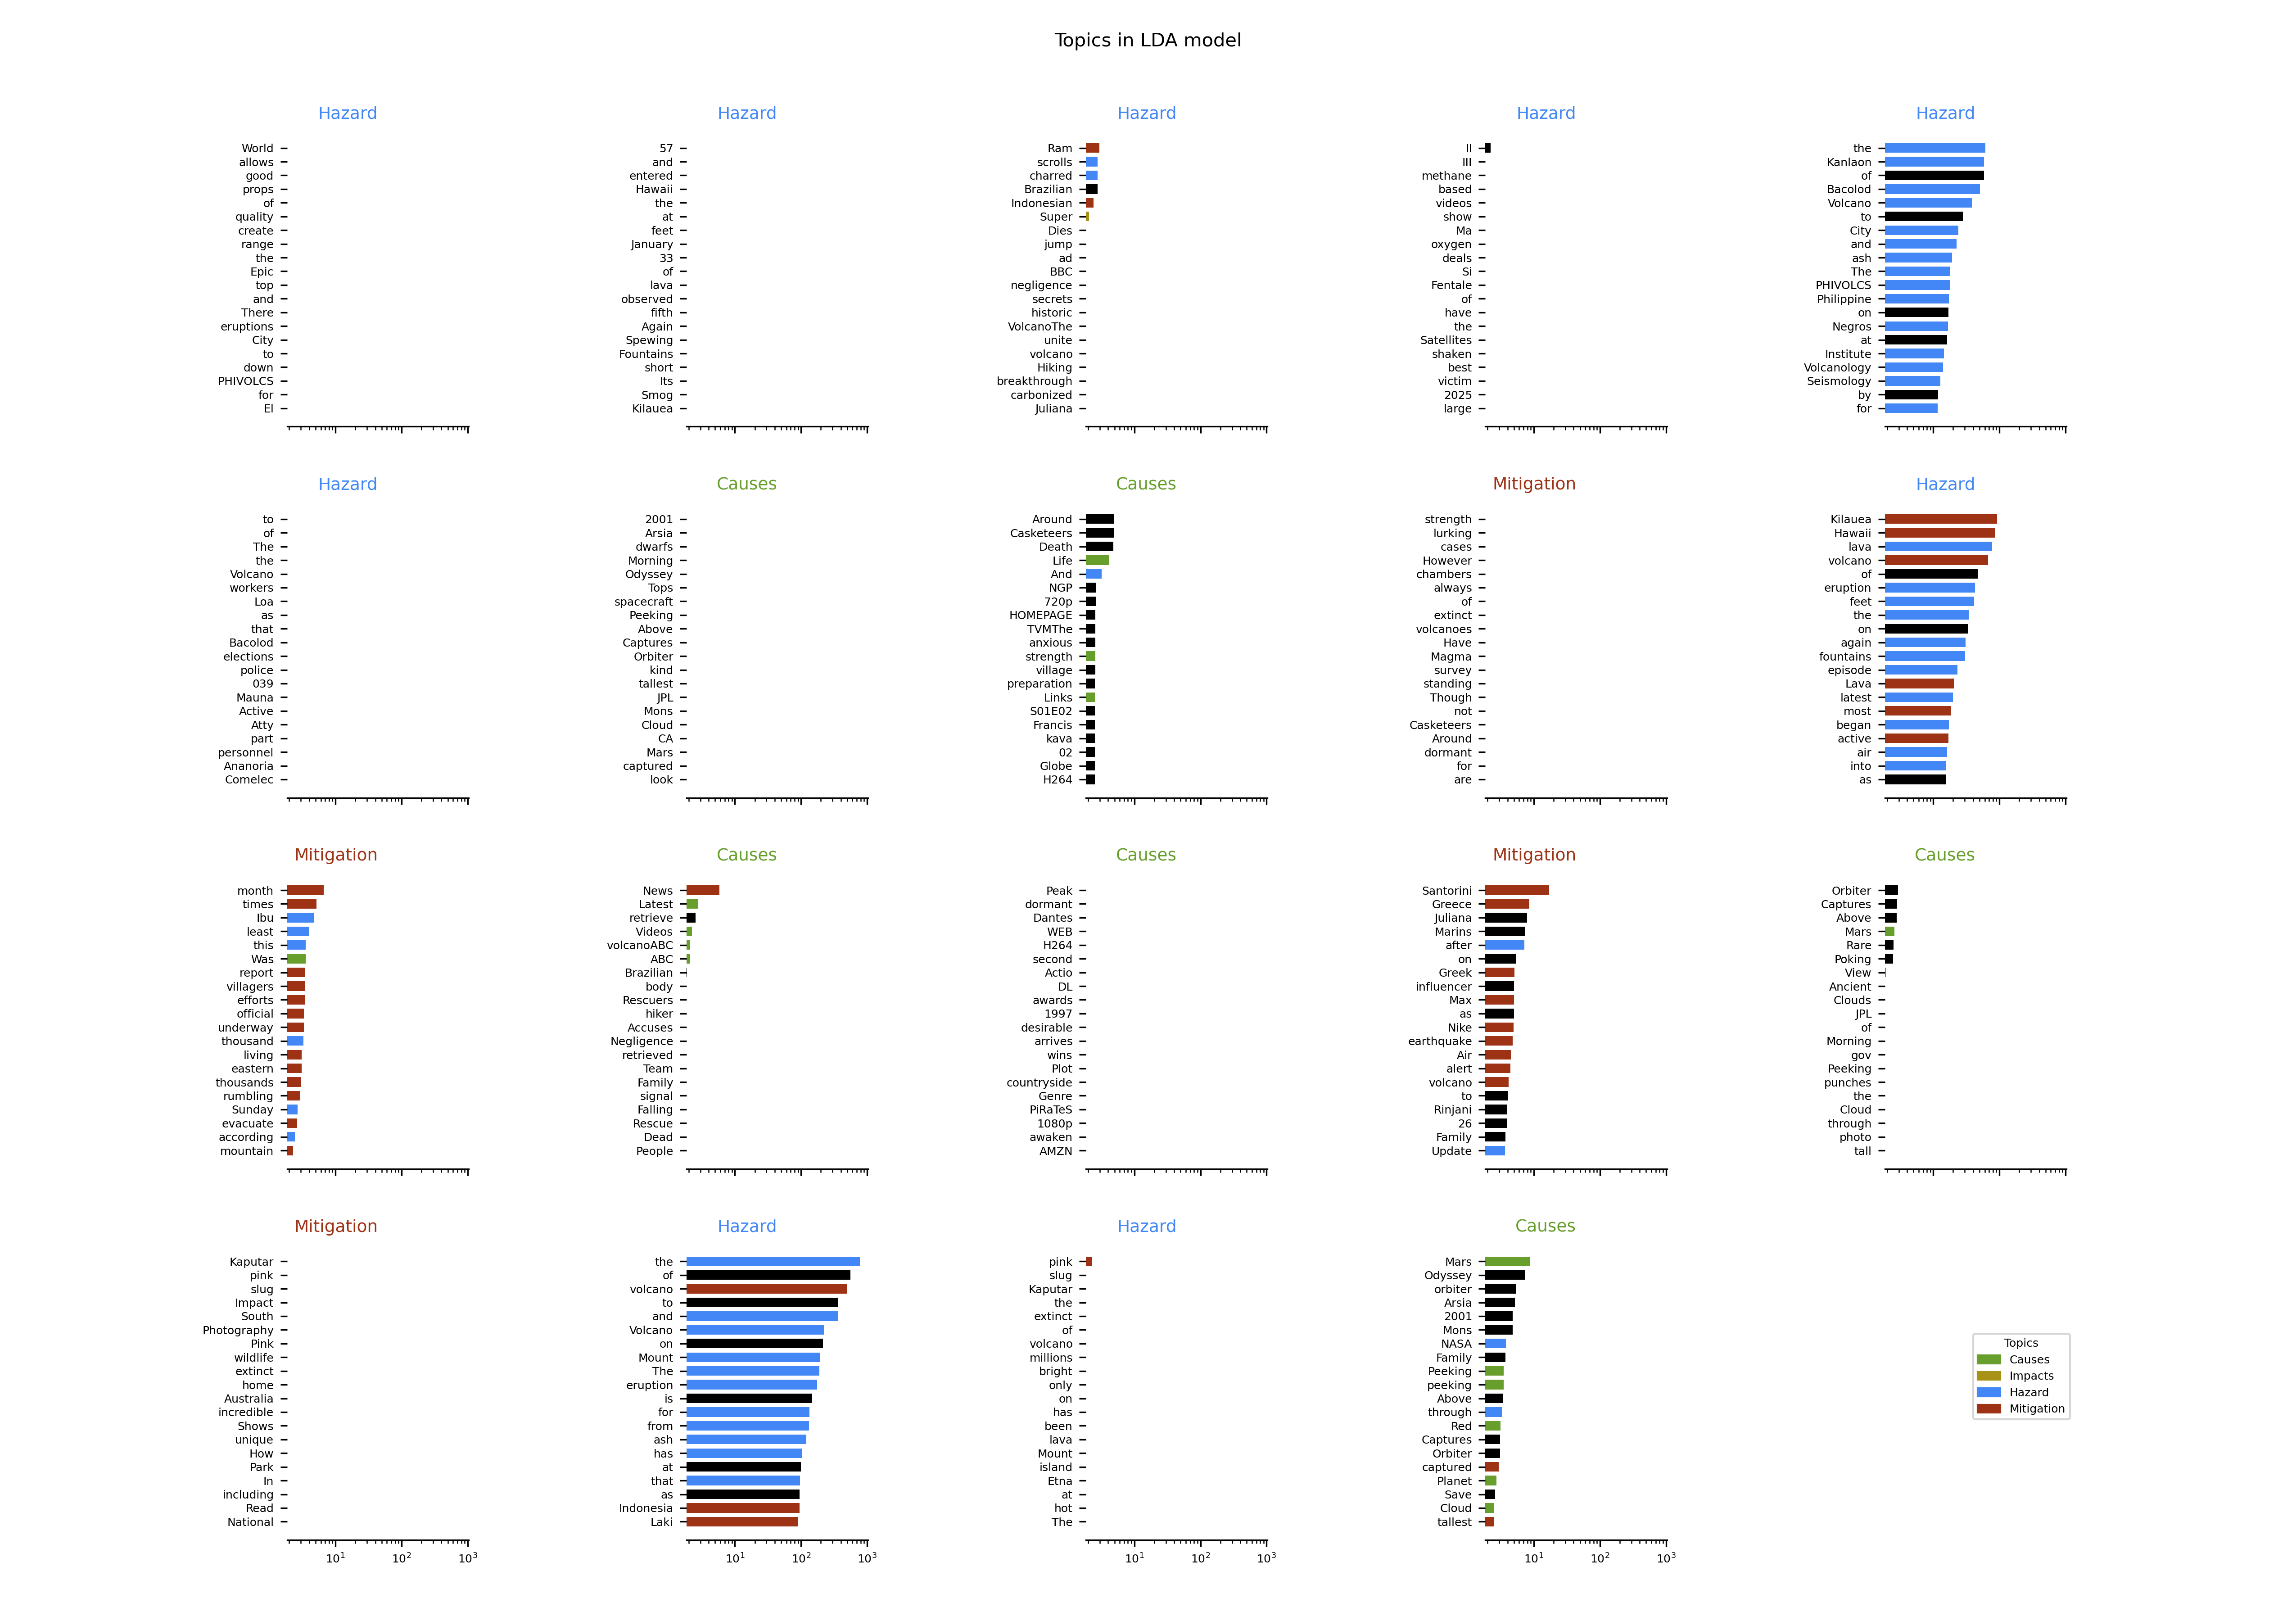 Topics in LDA model
Hazard
World
allows
good
props
of
quality
create
range
the
Epic
top
and
There
eruptions
City
to
down
PHIVOLCS
for
El
Hazard
57
and
entered
Hawaii
the
at
feet
January
33
of
lava
observed
fifth
Again
Spewing
Fountains
short
Its
Smog
Kilauea
Hazard
Ram
scrolls
charred
Brazilian
Indonesian
Super
Dies
jump
ad
BBC
negligence
secrets
historic
VolcanoThe
unite
volcano
Hiking
breakthrough
carbonized
Juliana
Hazard
II
III
methane
based
videos
show
Ma
oxygen
deals
Si
Fentale
of
have
the
Satellites
shaken
best
victim
2025
large
Hazard
the
Kanlaon
of
Bacolod
Volcano
to
City
and
ash
The
PHIVOLCS
Philippine
on
Negros
at
Institute
Volcanology
Seismology
by
for
Hazard
to
of
The
the
Volcano
workers
Loa
as
that
Bacolod
elections
police
039
Mauna
Active
Atty
part
personnel
Ananoria
Comelec
Causes
2001
Arsia
dwarfs
Morning
Odyssey
Tops
spacecraft
Peeking
Above
Captures
Orbiter
kind
tallest
JPL
Mons
Cloud
CA
Mars
captured
look
Causes
Around
Casketeers
Death
Life
And
NGP
720p
HOMEPAGE
TVMThe
anxious
strength
village
preparation
Links
S01E02
Francis
kava
02
Globe
H264
Mitigation
strength
lurking
cases
However
chambers
always
of
extinct
volcanoes
Have
Magma
survey
standing
Though
not
Casketeers
Around
dormant
for
are
Hazard
Kilauea
Hawaii
lava
volcano
of
eruption
feet
the
on
again
fountains
episode
Lava
latest
most
began
active
air
into
as
Mitigation
month
times
Ibu
least
this
Was
report
villagers
efforts
official
underway
thousand
living
eastern
thousands
rumbling
Sunday
evacuate
according
mountain
Causes
News
Latest
retrieve
Videos
volcanoABC
ABC
Brazilian
body
Rescuers
hiker
Accuses
Negligence
retrieved
Team
Family
signal
Falling
Rescue
Dead
People
Causes
Peak
dormant
Dantes
WEB
H264
second
Actio
DL
awards
1997
desirable
arrives
wins
Plot
countryside
Genre
PiRaTeS
1080p
awaken
AMZN
Mitigation
Santorini
Greece
Juliana
Marins
after
on
Greek
influencer
Max
as
Nike
earthquake
Air
alert
volcano
to
Rinjani
26
Family
Update
Causes
Orbiter
Captures
Above
Mars
Rare
Poking
View
Ancient
Clouds
JPL
of
Morning
gov
Peeking
punches
the
Cloud
through
photo
tall
Mitigation
Kaputar
pink
slug
Impact
South
Photography
Pink
wildlife
extinct
home
Australia
incredible
Shows
unique
How
Park
In
including
Read
National
10¹ 10² 10³
Hazard
the
of
volcano
to
and
Volcano
on
Mount
The
eruption
is
for
from
ash
has
at
that
as
Indonesia
Laki
10¹ 10² 10³
Hazard
pink
slug
Kaputar
the
extinct
of
volcano
millions
bright
only
on
has
been
lava
Mount
island
Etna
at
hot
The
10¹ 10² 10³
Causes
Mars
Odyssey
orbiter
Arsia
2001
Mons
NASA
Family
Peeking
peeking
Above
through
Red
Captures
Orbiter
captured
Planet
Save
Cloud
tallest
10¹ 10² 10³
Topics
Causes
Impacts
Hazard
Mitigation